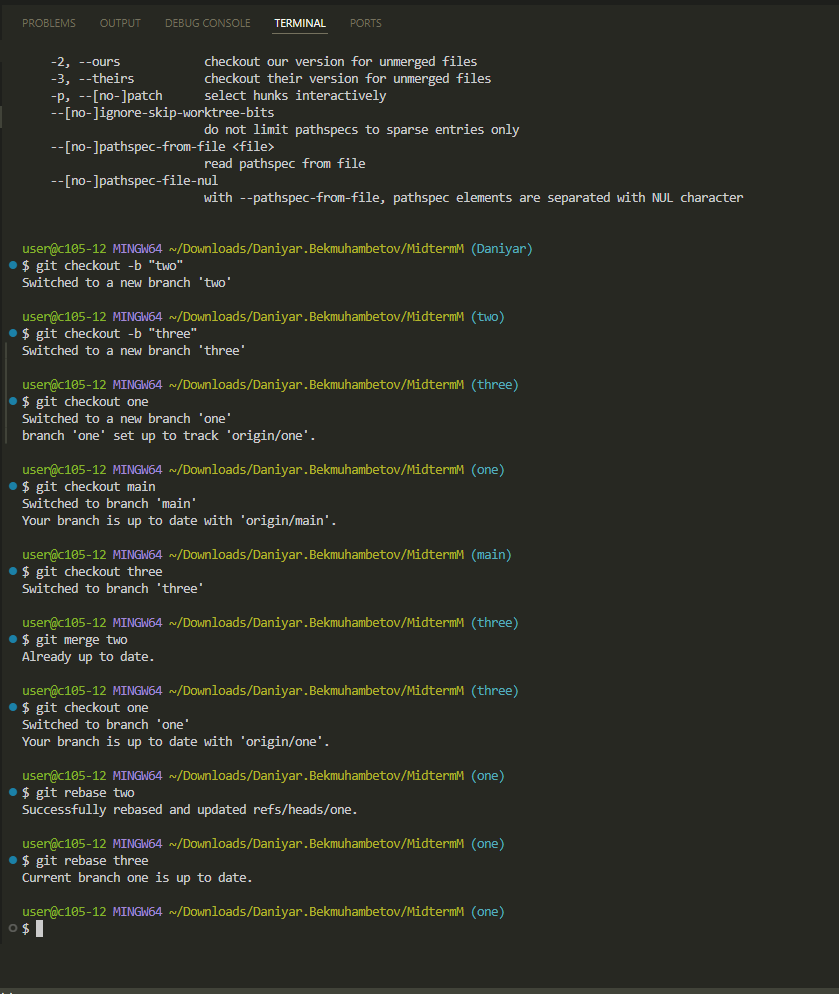 PROBLEMS OUTPUT DEBUG CONSOLE TERMINAL PORTS
-2, --ours checkout our version for unmerged files
-3, --theirs checkout their version for unmerged files
-p, --[no-]patch select hunks interactively
--[no-]ignore-skip-worktree-bits
do not limit pathspecs to sparse entries only
--[no-]pathspec-from-file <file>
read pathspec from file
--[no-]pathspec-file-nul
with --pathspec-from-file, pathspec elements are separated with NUL character
user@c105-12 MINGW64 ~/Downloads/Daniyar.Bekmuhambetov/MidtermM (Daniyar)
$ git checkout -b "two"
Switched to a new branch 'two'
user@c105-12 MINGW64 ~/Downloads/Daniyar.Bekmuhambetov/MidtermM (two)
$ git checkout -b "three"
Switched to a new branch 'three'
user@c105-12 MINGW64 ~/Downloads/Daniyar.Bekmuhambetov/MidtermM (three)
$ git checkout one
Switched to a new branch 'one'
branch 'one' set up to track 'origin/one'.
user@c105-12 MINGW64 ~/Downloads/Daniyar.Bekmuhambetov/MidtermM (one)
$ git checkout main
Switched to branch 'main'
Your branch is up to date with 'origin/main'.
user@c105-12 MINGW64 ~/Downloads/Daniyar.Bekmuhambetov/MidtermM (main)
$ git checkout three
Switched to branch 'three'
user@c105-12 MINGW64 ~/Downloads/Daniyar.Bekmuhambetov/MidtermM (three)
$ git merge two
Already up to date.
user@c105-12 MINGW64 ~/Downloads/Daniyar.Bekmuhambetov/MidtermM (three)
$ git checkout one
Switched to branch 'one'
Your branch is up to date with 'origin/one'.
user@c105-12 MINGW64 ~/Downloads/Daniyar.Bekmuhambetov/MidtermM (one)
$ git rebase two
Successfully rebased and updated refs/heads/one.
user@c105-12 MINGW64 ~/Downloads/Daniyar.Bekmuhambetov/MidtermM (one)
$ git rebase three
Current branch one is up to date.
user@c105-12 MINGW64 ~/Downloads/Daniyar.Bekmuhambetov/MidtermM (one)
$